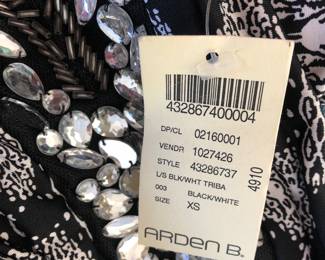 432867400004
DP/CL 02160001
VENDR 1027426
STYLE 43286737
L/S BLK/WHT TRIBA
003 BLACK/WHITE
SIZE XS
4910
ARDEN B.